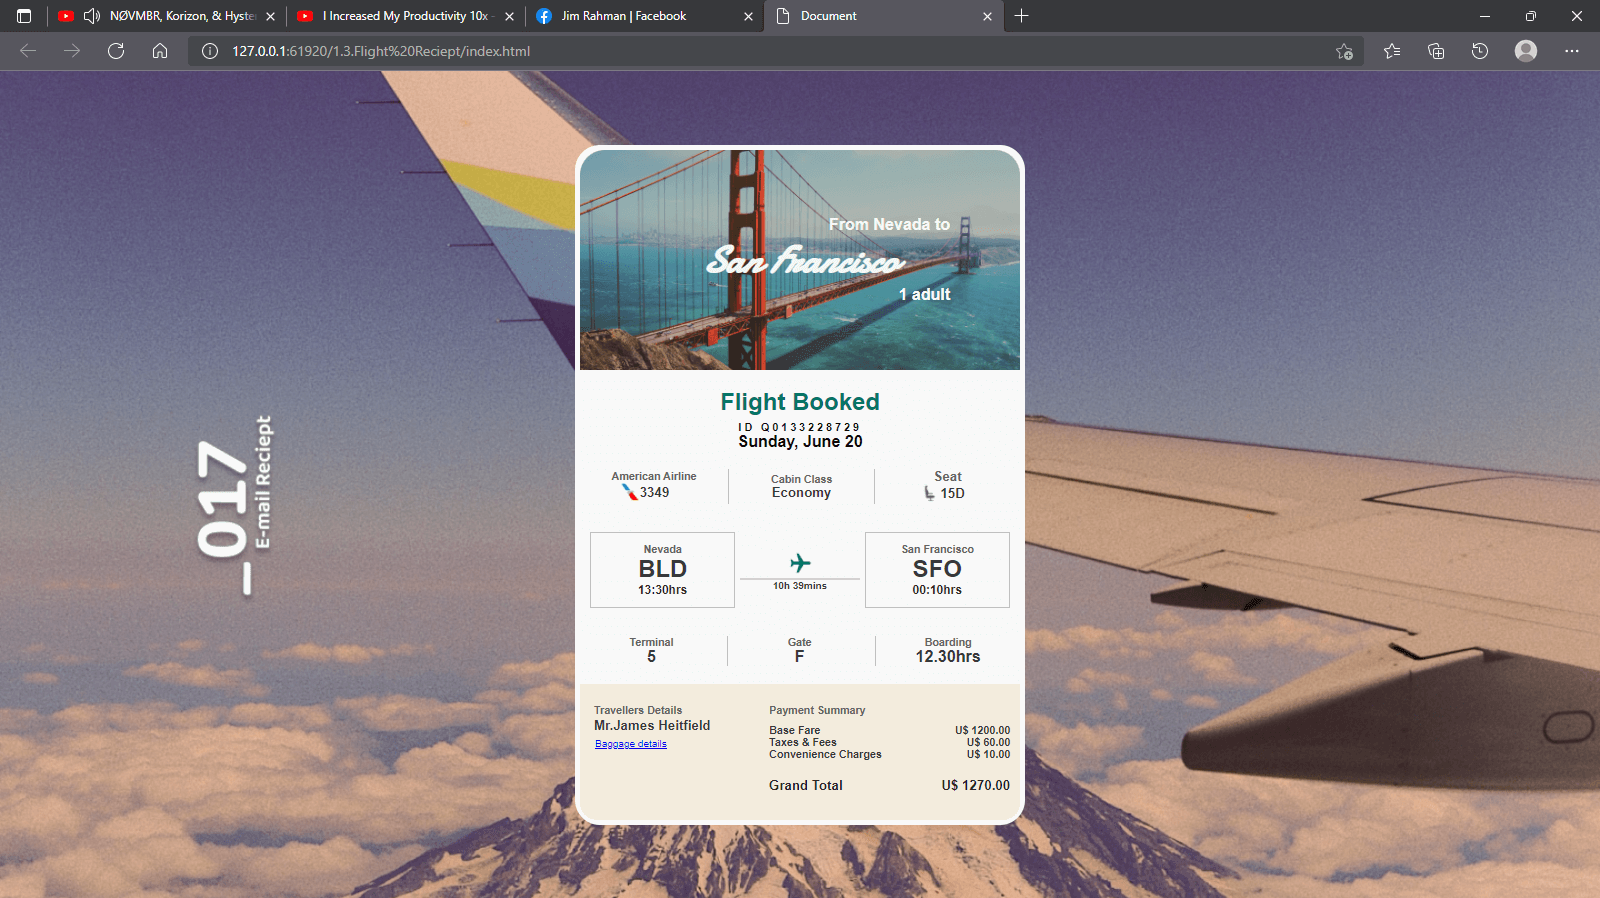 NØVMBR, Korizon, & Hyste
I Increased My Productivity 10x -
Jim Rahman | Facebook
Document
127.0.0.1:61920/1.3.Flight%20Reciept/index.html
From Nevada to
San Francisco
1 adult
Flight Booked
ID Q0133228729
Sunday, June 20
American Airline
3349
Cabin Class
Economy
Seat
15D
Nevada
BLD
13:30hrs
10h 39mins
San Francisco
SFO
00:10hrs
Terminal
5
Gate
F
Boarding
12.30hrs
Travellers Details
Mr.James Heitfield
Baggage details
Payment Summary
Base Fare U$ 1200.00
Taxes & Fees U$ 60.00
Convenience Charges U$ 10.00
Grand Total U$ 1270.00
_017
E-mail Reciept